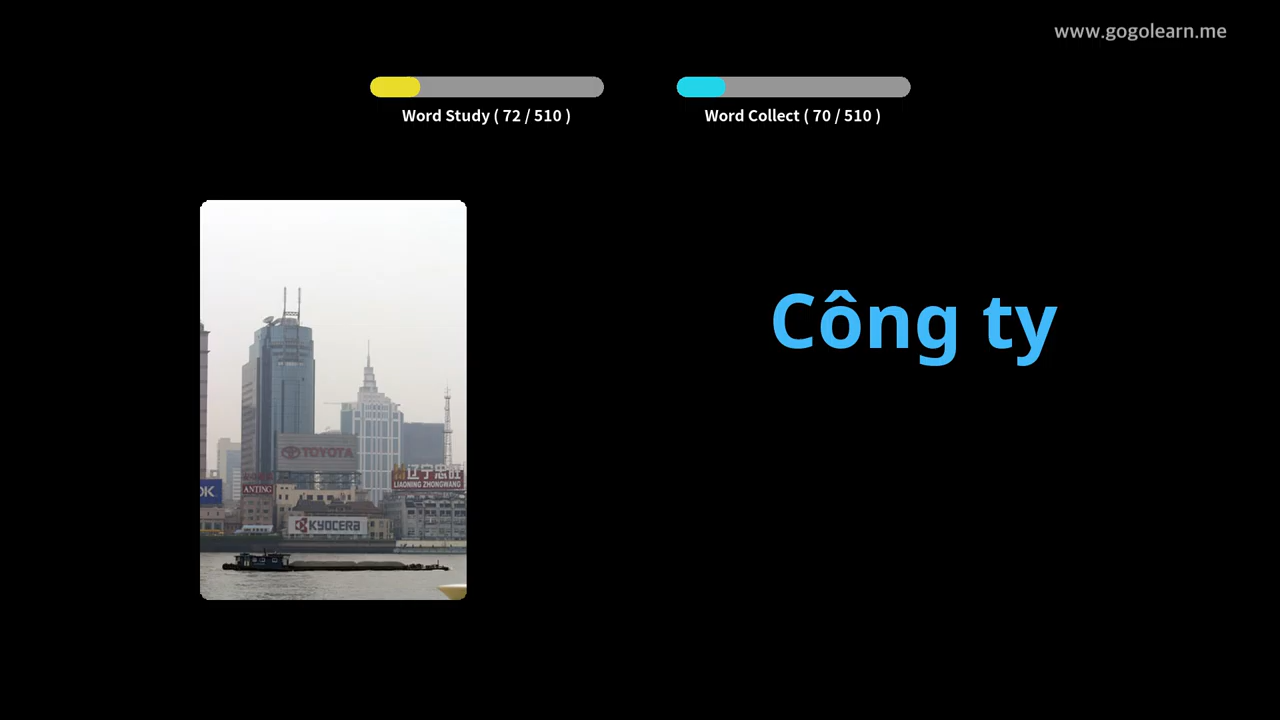 www.gogolearn.me
Word Study ( 72 / 510 )
Word Collect ( 70 / 510 )
Công ty
TOYOTA
辽宁忠旺
LIAONING ZHONGWANG
OK
ANTING
KYOCERA